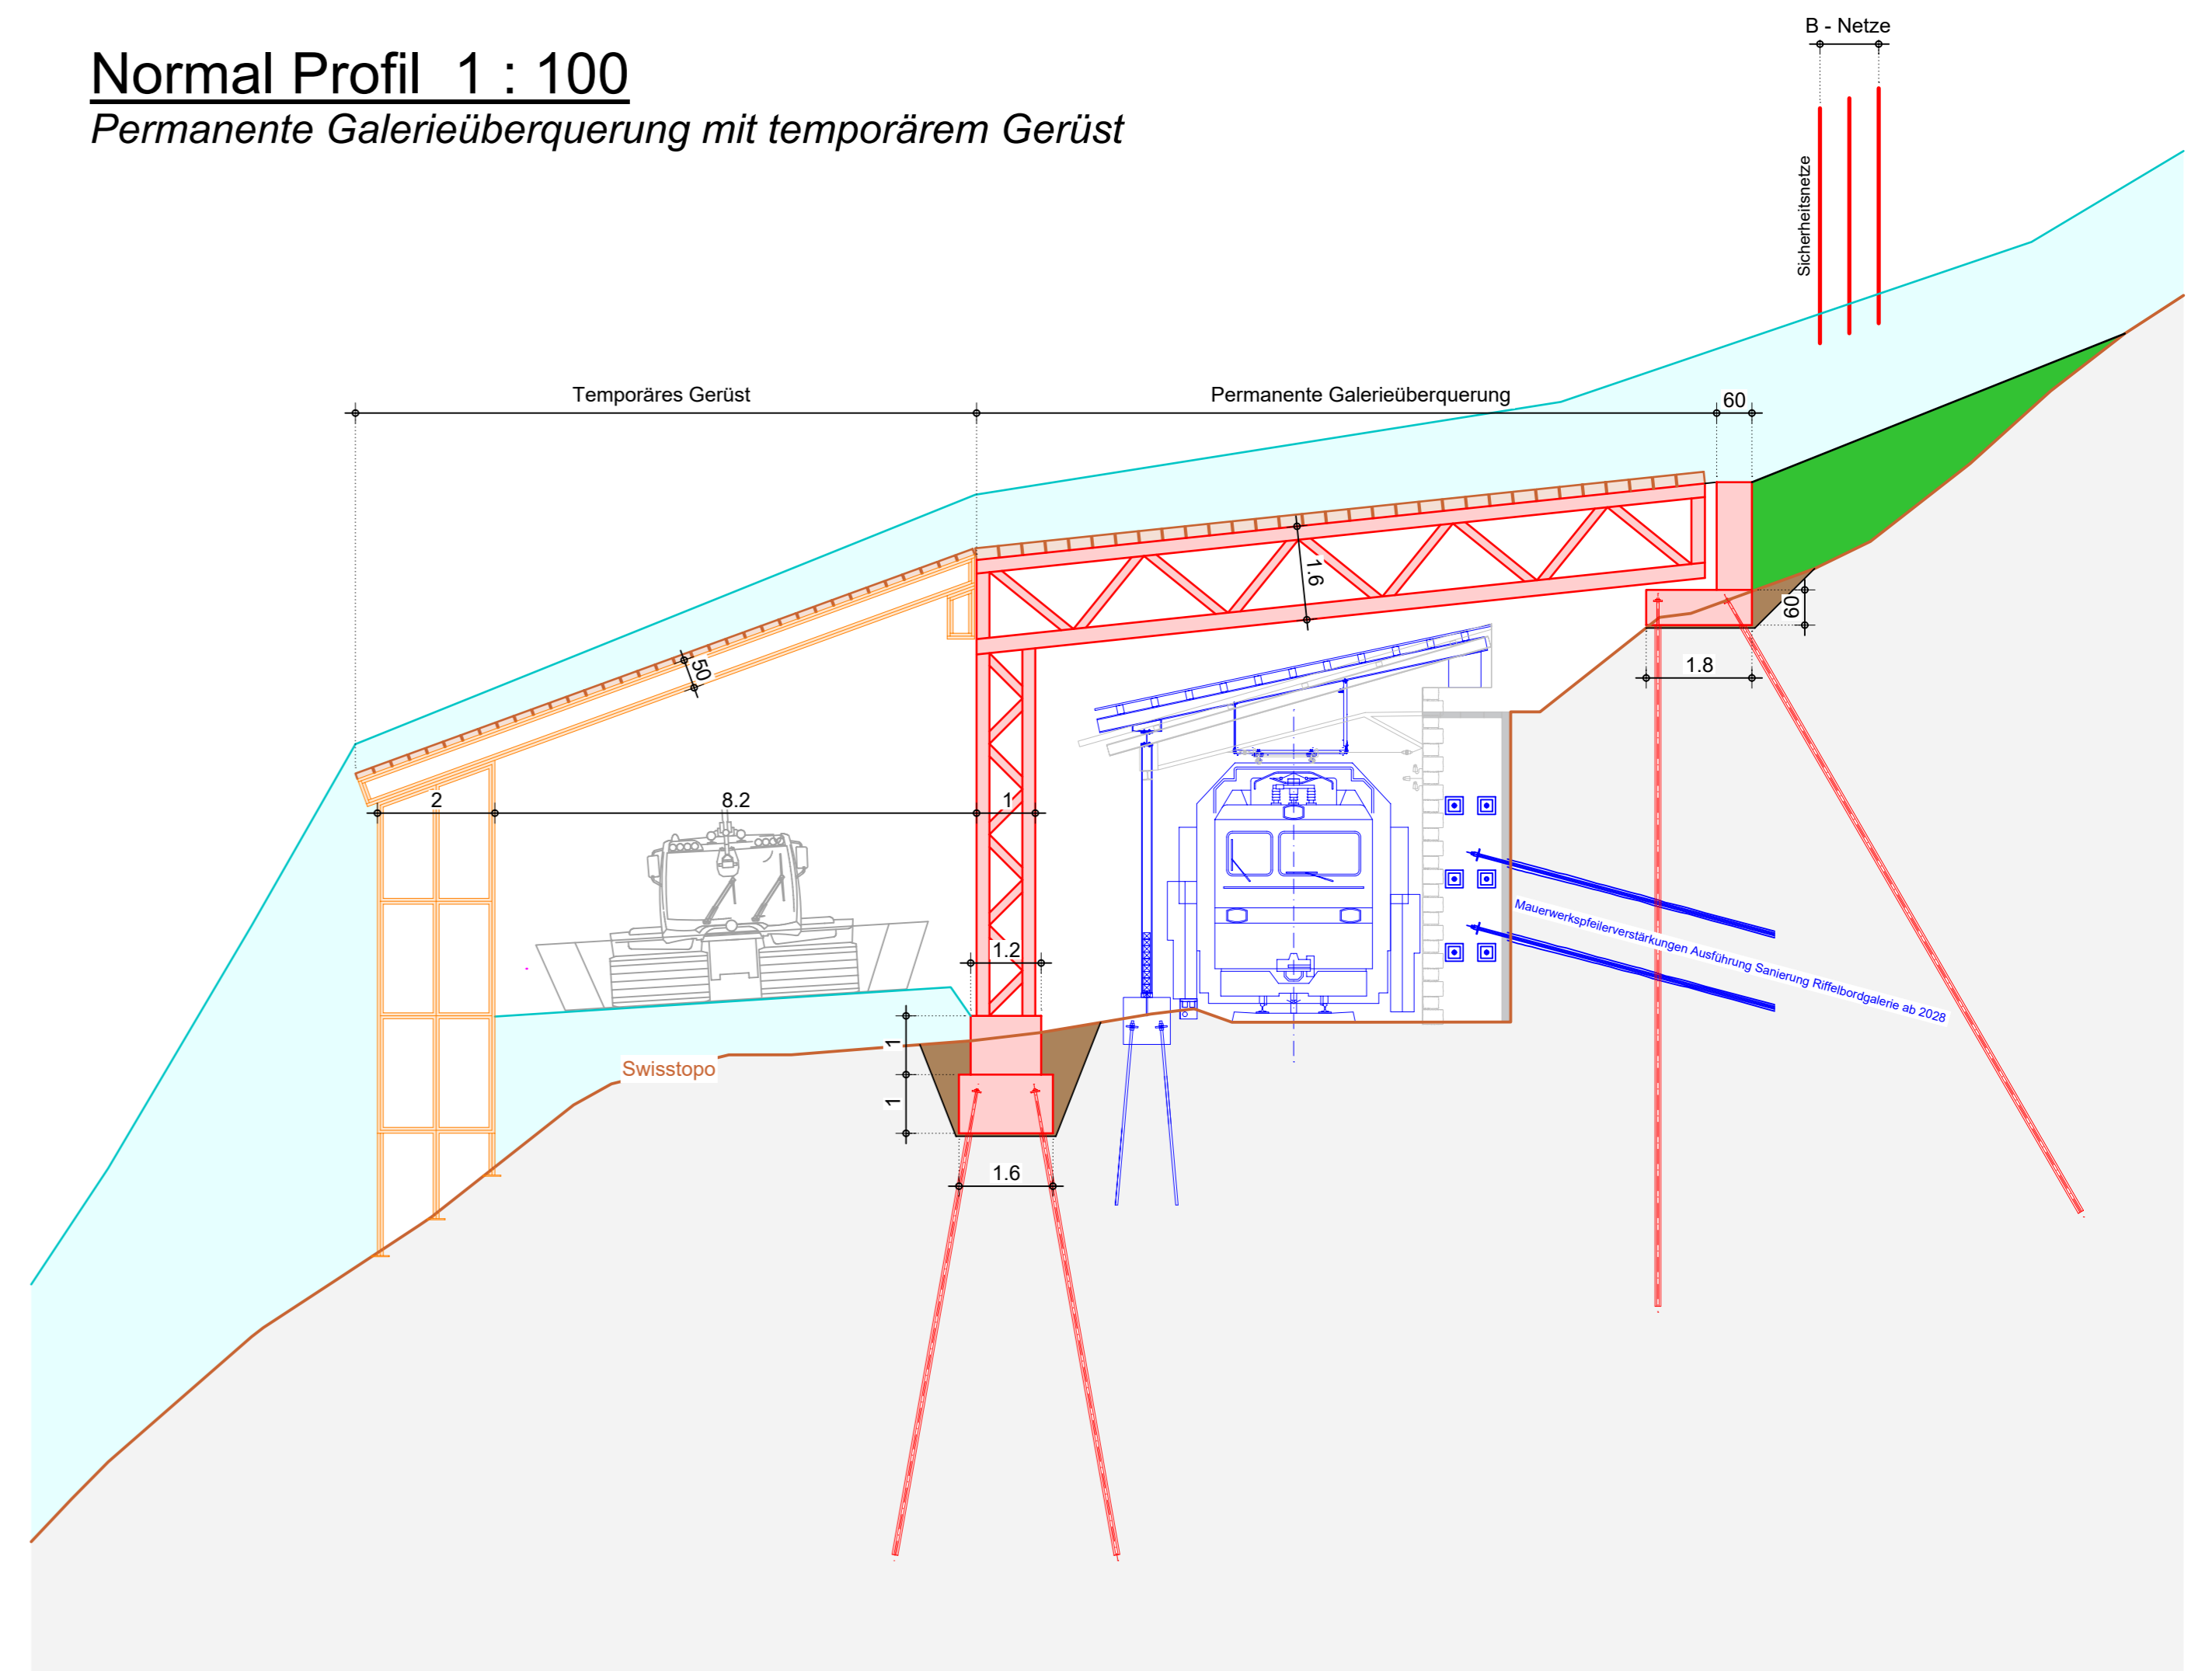 B - Netze
Normal Profil 1 : 100
Permanente Galerieüberquerung mit temporärem Gerüst
Sicherheitsnetze
Temporäres Gerüst
Permanente Galerieüberquerung
60
1.6
60
50
1.8
2
8.2
1
Mauerwerkspfeilerverstärkungen Ausführung Sanierung Riffelbordgalerie ab 2028
1.2
1
Swisstopo
1
1.6